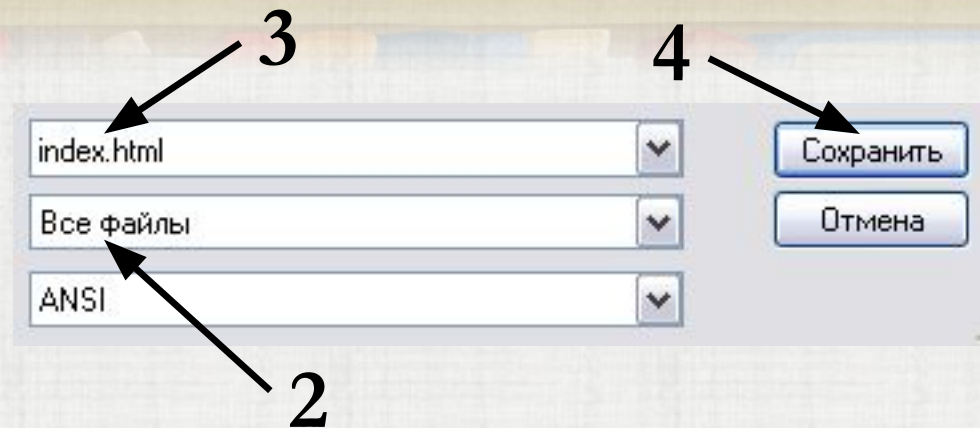 3
4
index.html
Сохранить
Все файлы
Отмена
ANSI
2